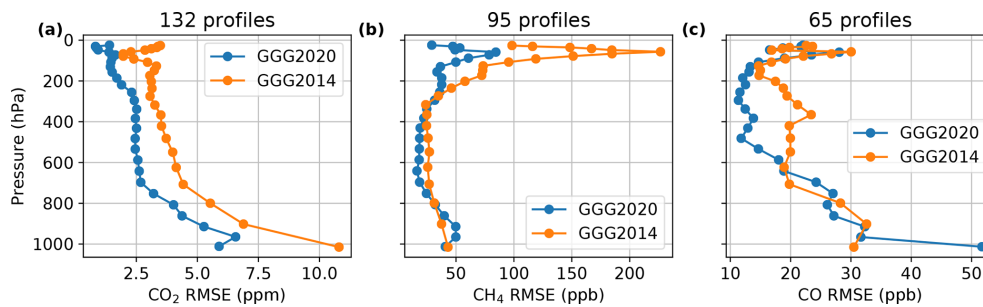 132 profiles
95 profiles
65 profiles
(a)
(b)
(c)
GGG2020
GGG2014
GGG2020
GGG2014
GGG2020
GGG2014
Pressure (hPa)
0
200
400
600
800
1000
2.5 5.0 7.5 10.0
50 100 150 200
10 20 30 40 50
CO₂ RMSE (ppm)
CH₄ RMSE (ppb)
CO RMSE (ppb)